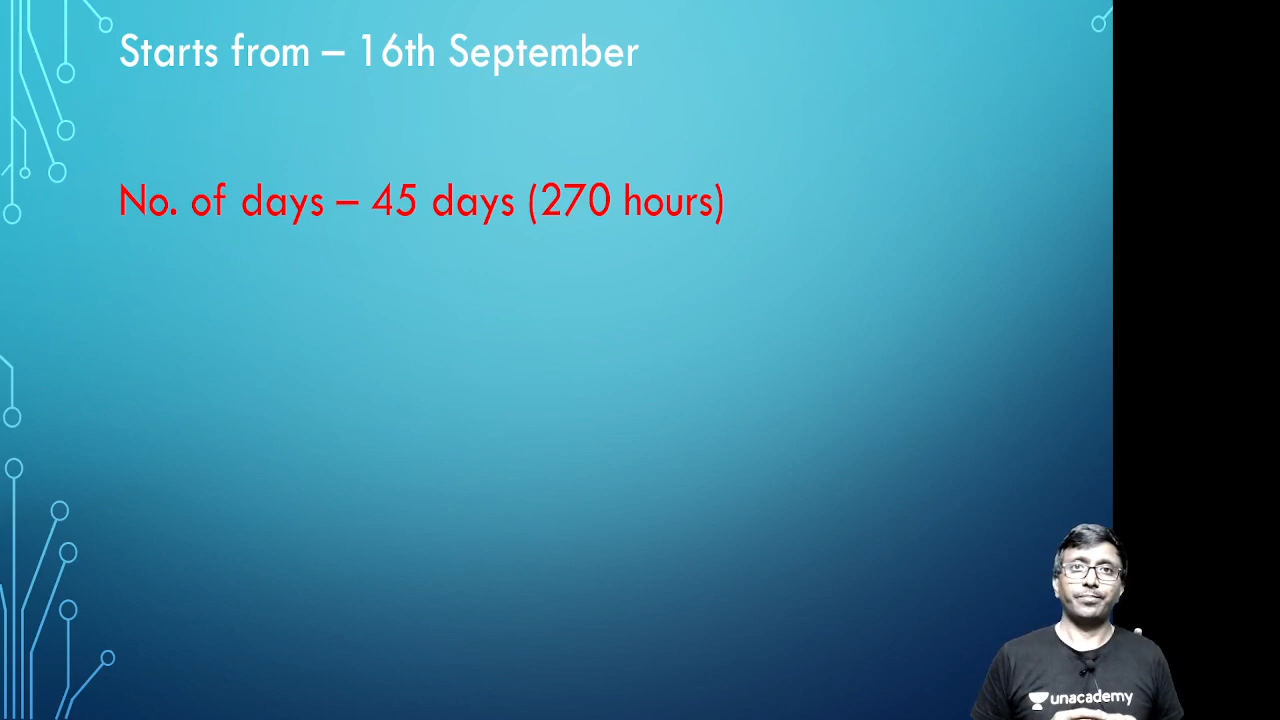 Starts from – 16th September
No. of days – 45 days (270 hours)
unacademy